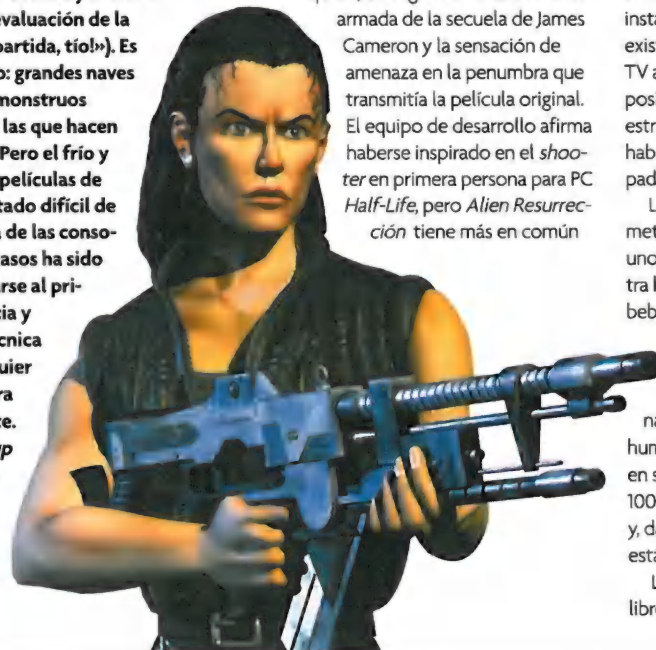 evaluación de la
partida, tío!»). Es
o: grandes naves
monstruos
las que hacen
Pero el frío y
películas de
tado difícil de
a de las conso-
asos ha sido
rse al pri-
cia y
cnica
uier
ra
te.
up
armada de la secuela de James
Cameron y la sensación de
amenaza en la penumbra que
transmitía la película original.
El equipo de desarrollo afirma
haberse inspirado en el shoo-
ter en primera persona para PC
Half-Life, pero Alien Resurrec-
ción tiene más en común
insta
exist
TV a
posi
estr
hab
pad
L
met
uno
tra l
beb
na
hum
en s
100
y, d
está
L
libre